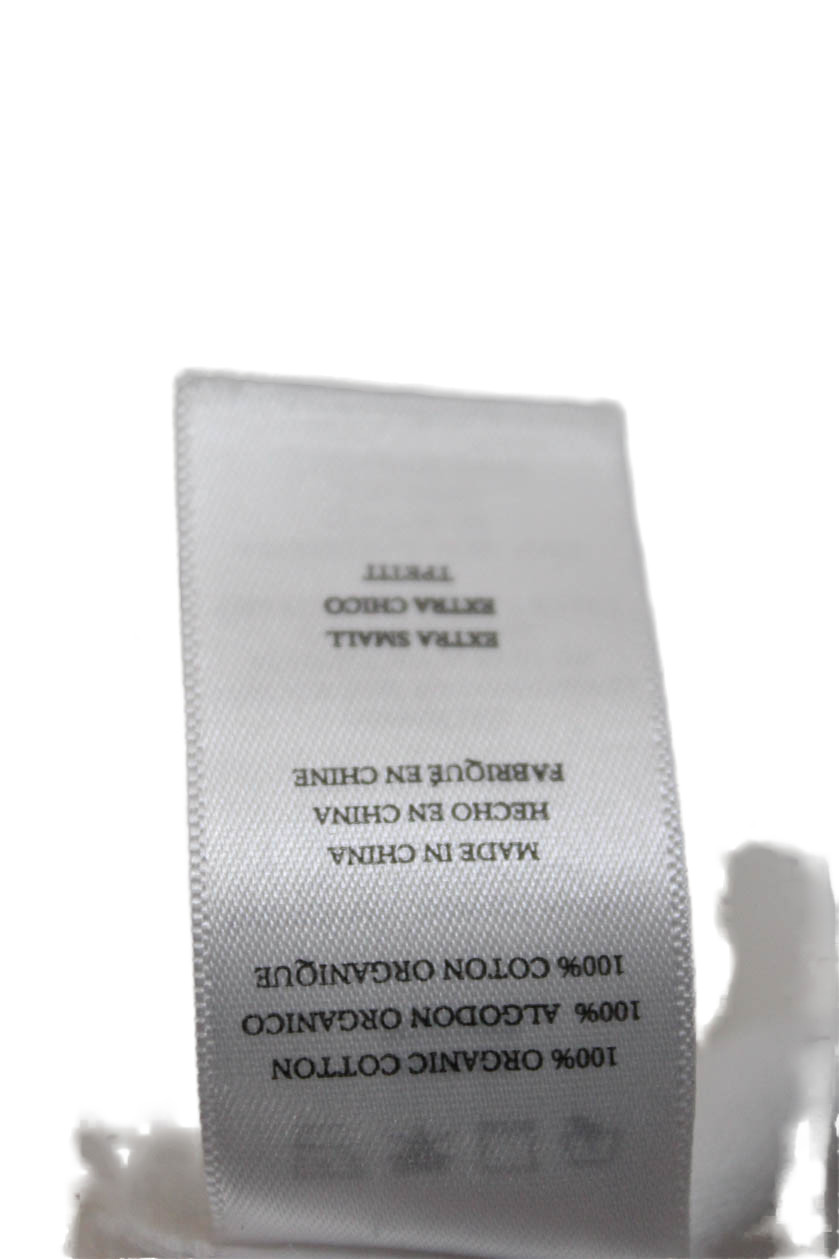 100% ORGANIC COTTON
100% ALGODON ORGANICO
100% COTON ORGANIQUE
MADE IN CHINA
HECHO EN CHINA
FABRIQUÉ EN CHINE
EXTRA SMALL
EXTRA CHICO
TPETIT